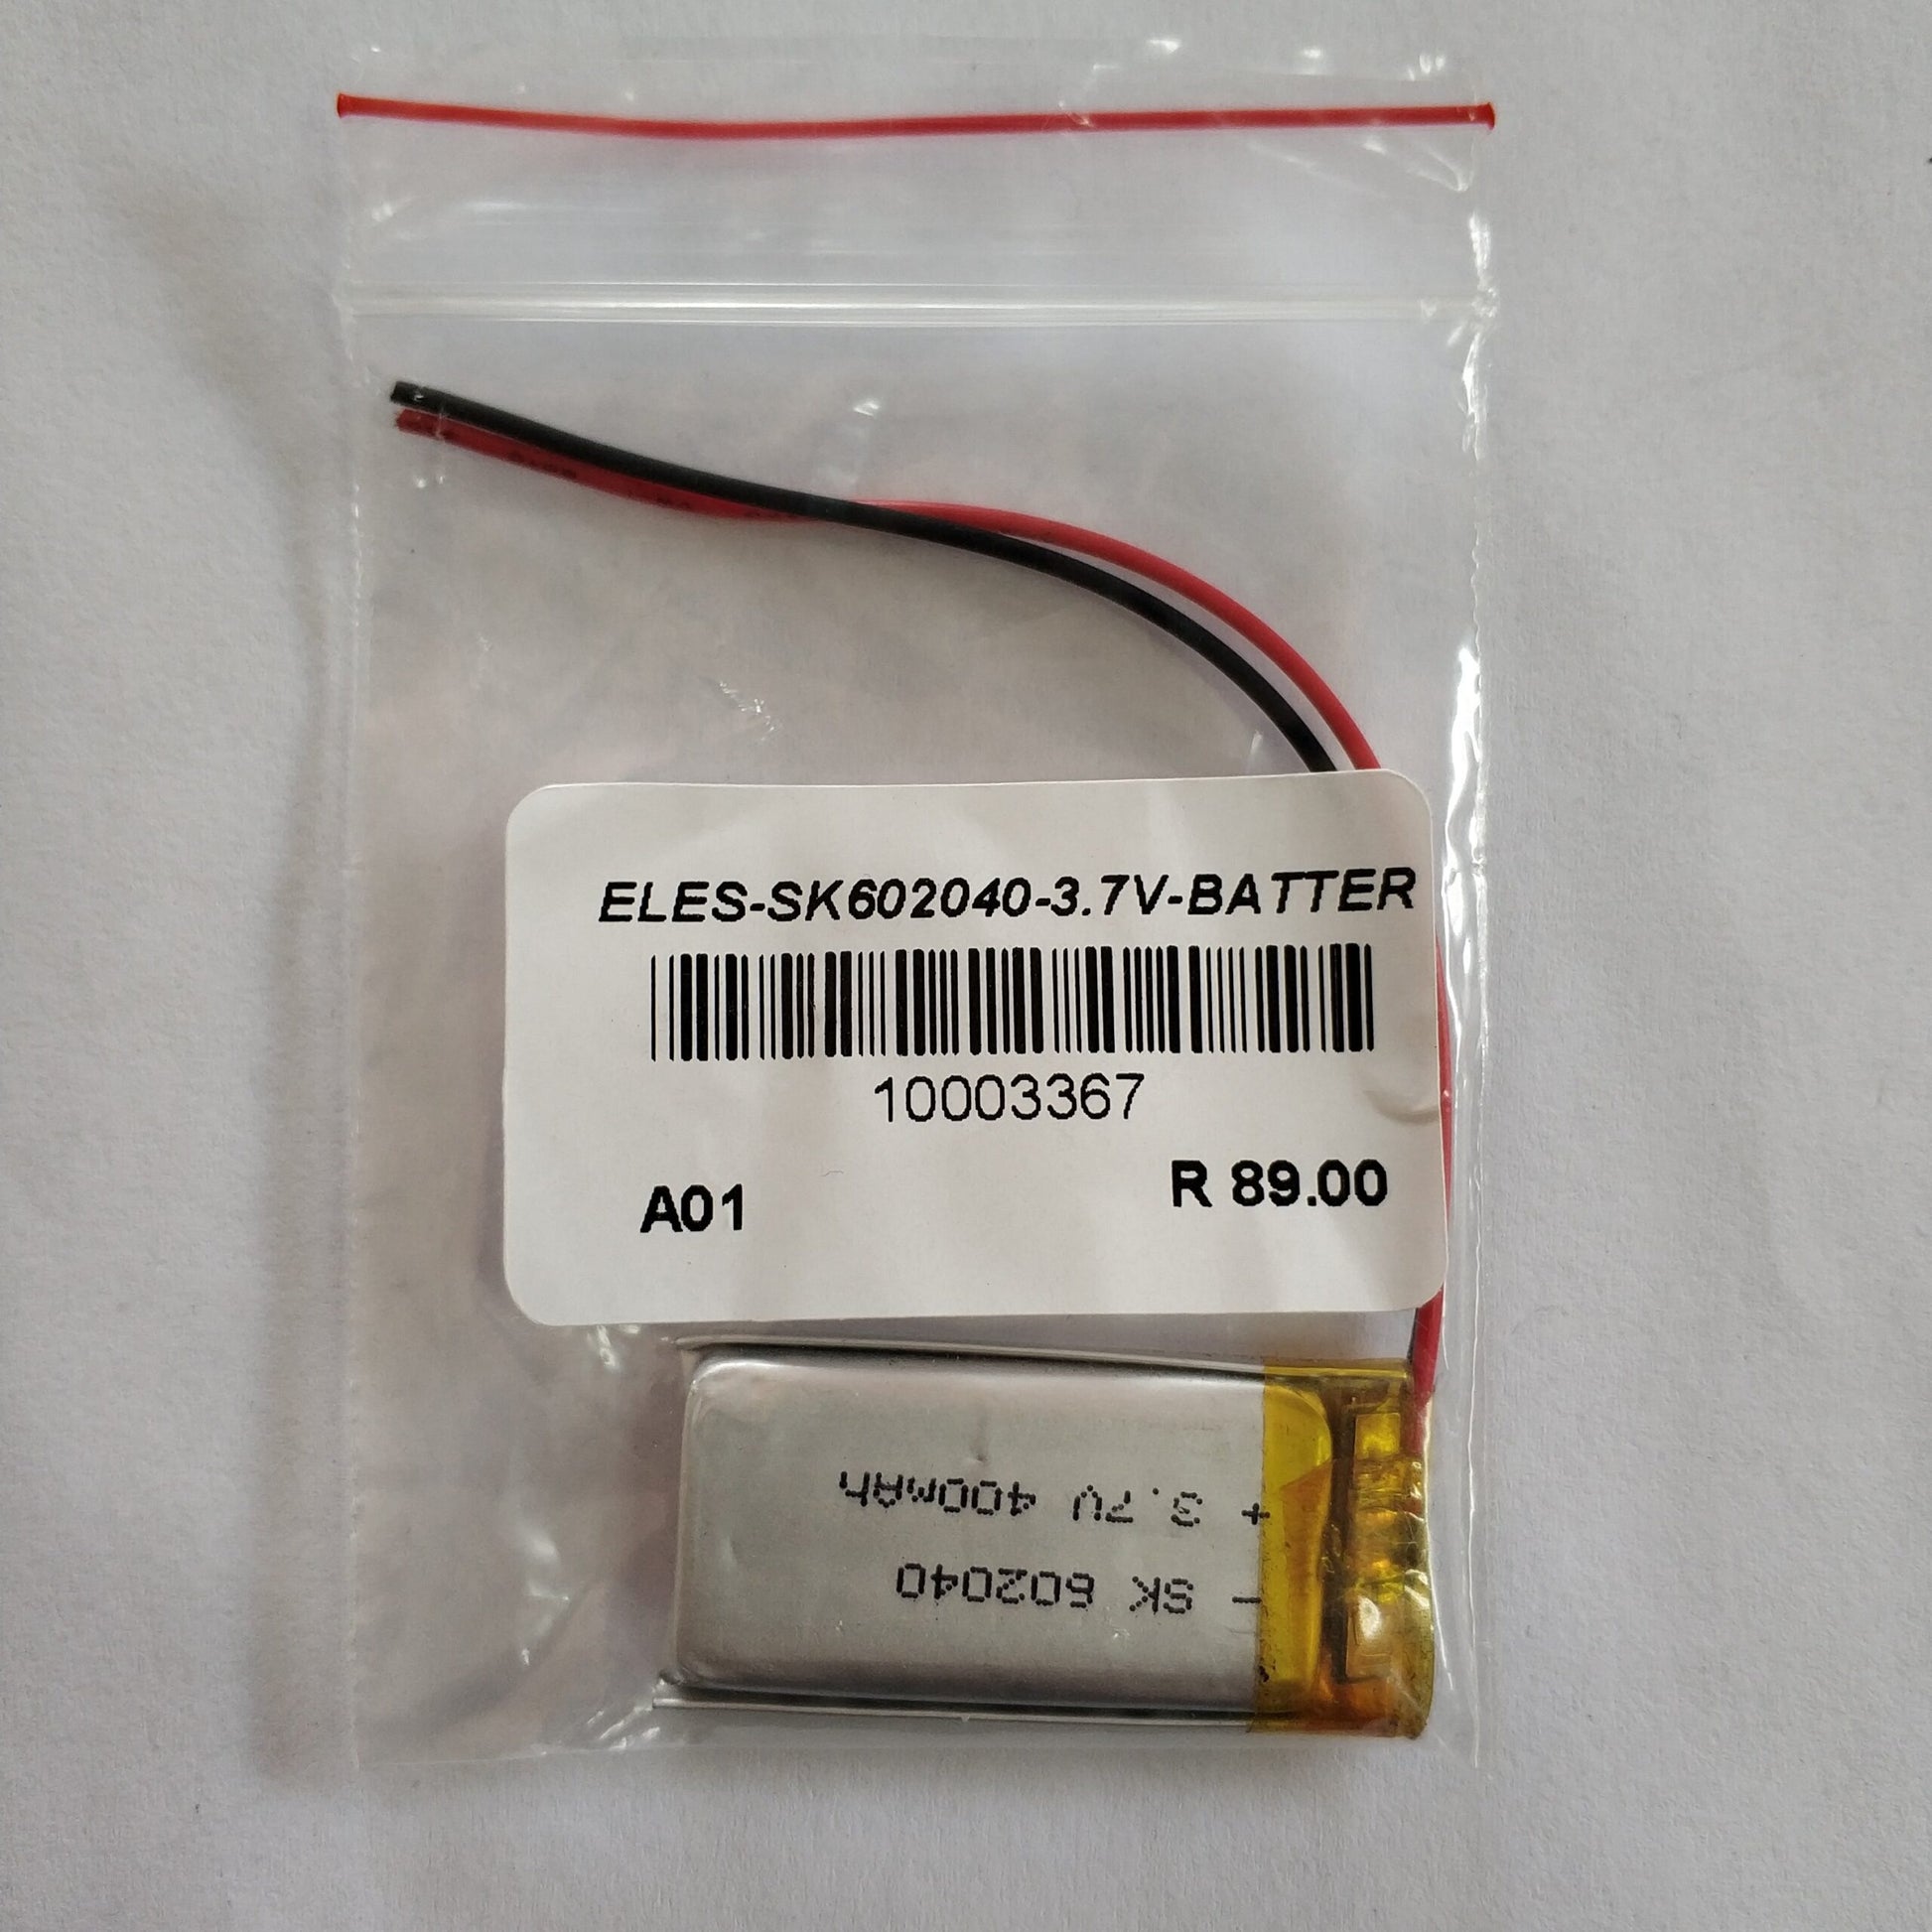 ELES-SK602040-3.7V-BATTER
10003367
A01
R 89.00
- SK 602040
+ 3.7V 400mAh